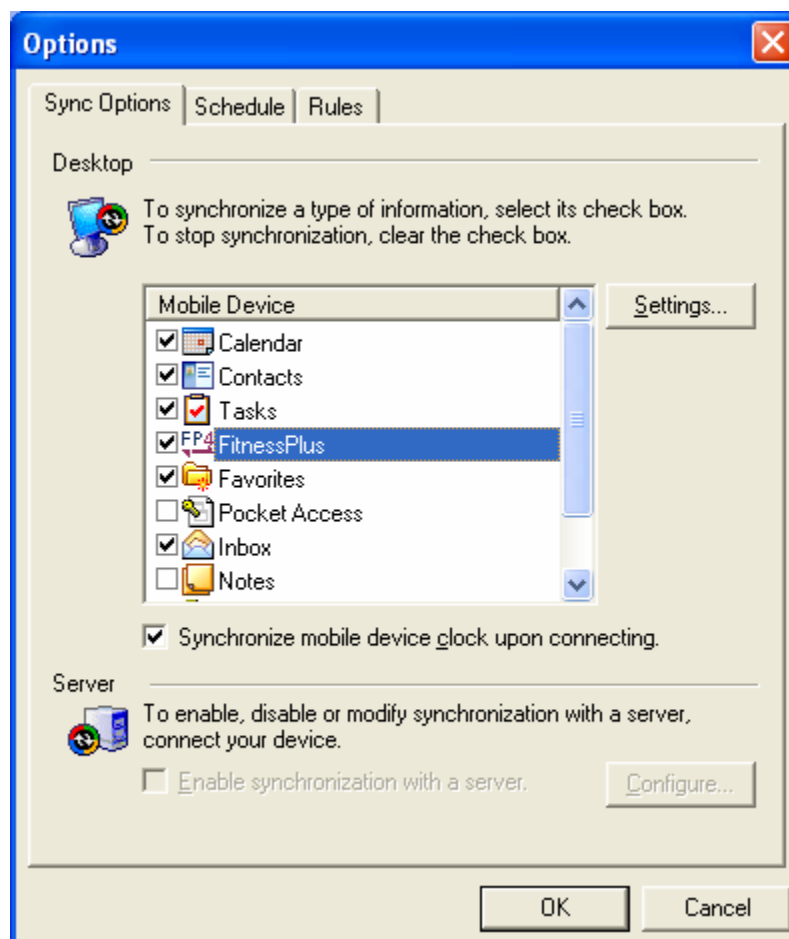 Options
Sync Options Schedule Rules
Desktop
To synchronize a type of information, select its check box.
To stop synchronization, clear the check box.
Mobile Device
Settings...
Calendar
Contacts
Tasks
FP4 FitnessPlus
Favorites
Pocket Access
Inbox
Notes
Synchronize mobile device clock upon connecting.
Server
To enable, disable or modify synchronization with a server,
connect your device.
Enable synchronization with a server.
Configure...
OK Cancel